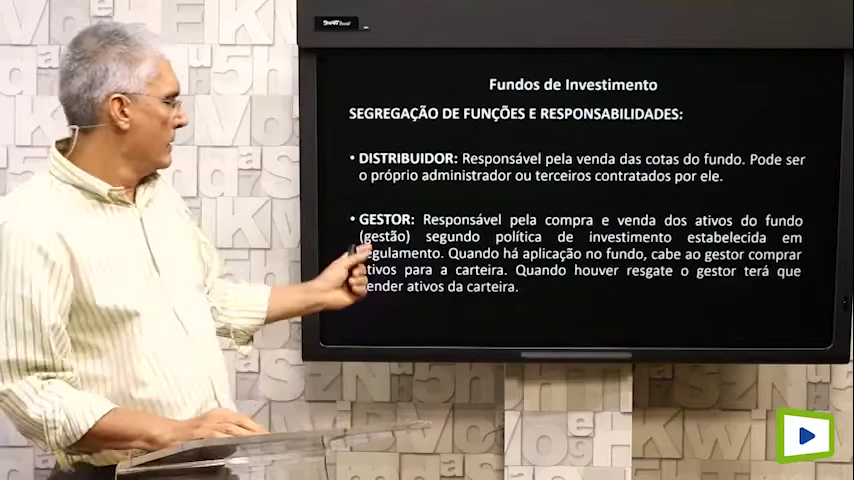 Fundos de Investimento
SEGREGAÇÃO DE FUNÇÕES E RESPONSABILIDADES:
• DISTRIBUIDOR: Responsável pela venda das cotas do fundo. Pode ser
o próprio administrador ou terceiros contratados por ele.
• GESTOR: Responsável pela compra e venda dos ativos do fundo
(gestão) segundo política de investimento estabelecida em
egulamento. Quando há aplicação no fundo, cabe ao gestor comprar
tivos para a carteira. Quando houver resgate o gestor terá que
ender ativos da carteira.